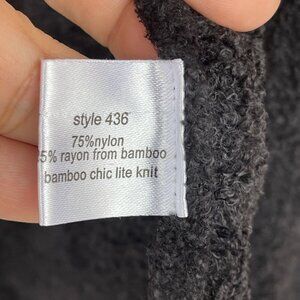 style 436
75%nylon
5% rayon from bamboo
bamboo chic lite knit